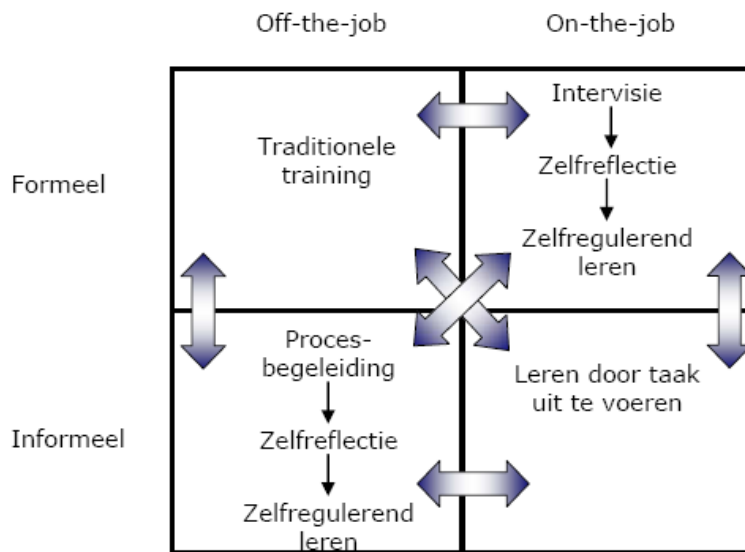 Off-the-job
On-the-job
Formeel
Traditionele
training
Intervisie
Zelfreflectie
Zelfregulerend
leren
Informeel
Proces-
begeleiding
Zelfreflectie
Zelfregulerend
leren
Leren door taak
uit te voeren